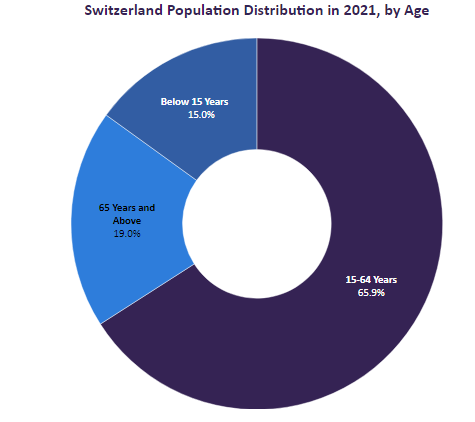 Switzerland Population Distribution in 2021, by Age
Below 15 Years
15.0%
65 Years and
Above
19.0%
15-64 Years
65.9%